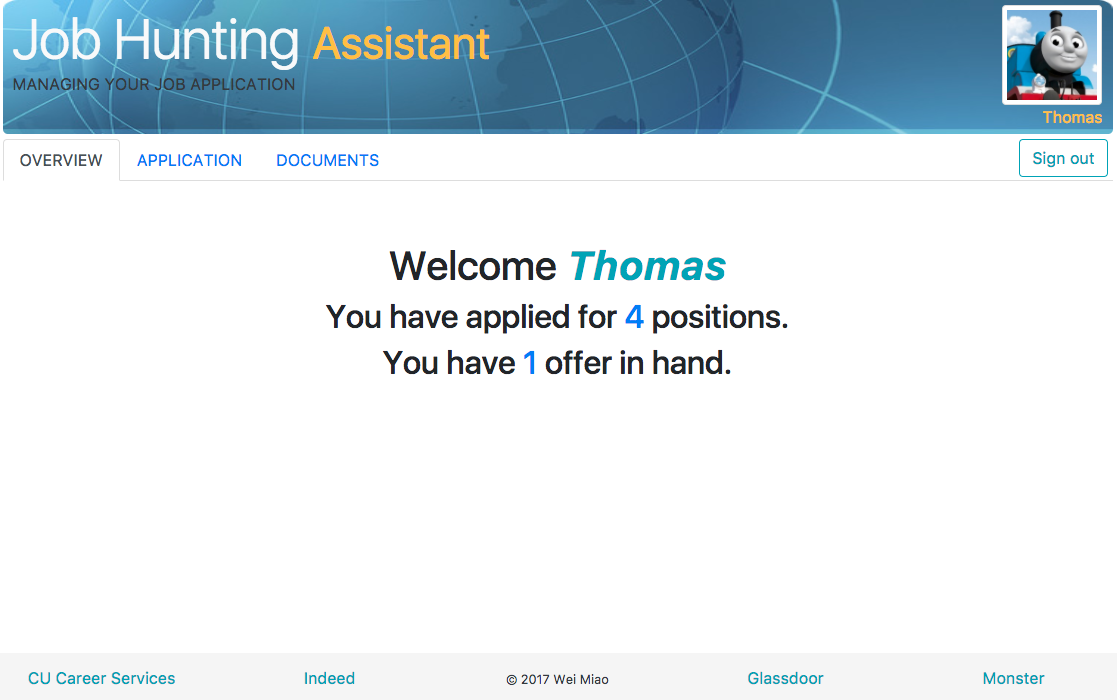 Job Hunting Assistant
MANAGING YOUR JOB APPLICATION
Thomas
OVERVIEW APPLICATION DOCUMENTS Sign out
Welcome Thomas
You have applied for 4 positions.
You have 1 offer in hand.
CU Career Services Indeed © 2017 Wei Miao Glassdoor Monster